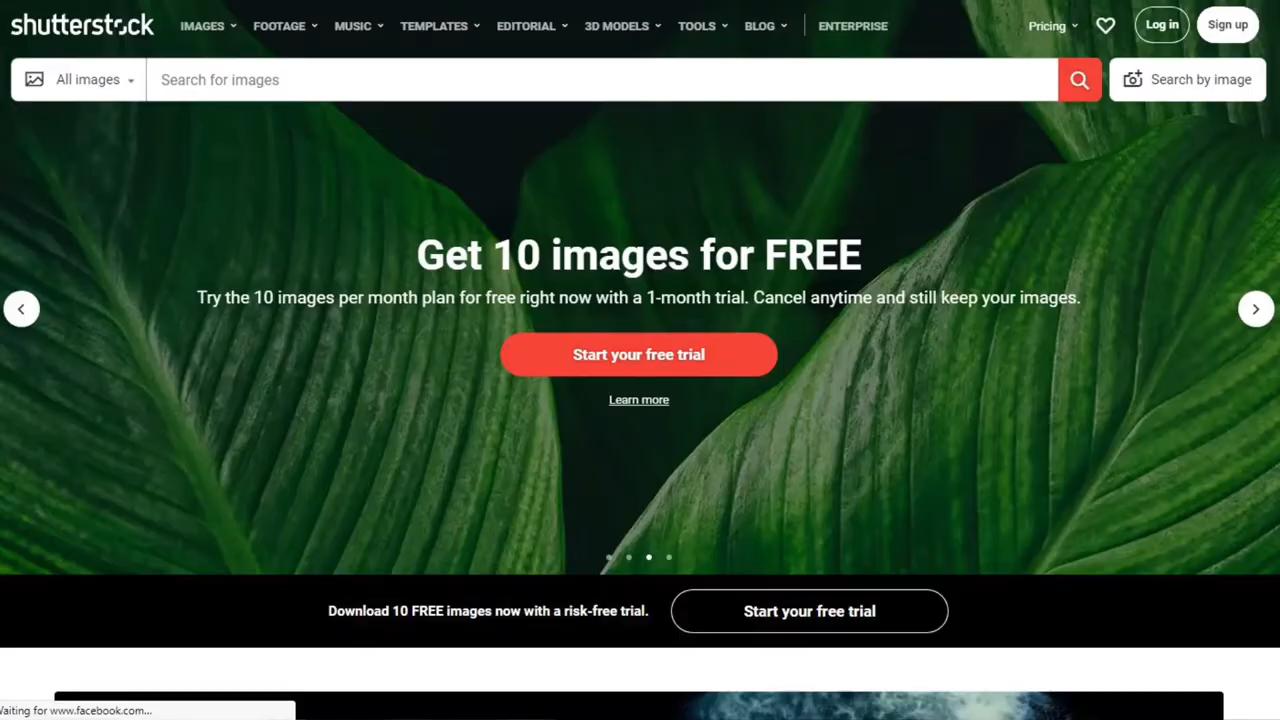 shutterstock
IMAGES FOOTAGE MUSIC TEMPLATES EDITORIAL 3D MODELS TOOLS BLOG ENTERPRISE
Pricing Log in Sign up
All images Search for images Search by image
Get 10 images for FREE
Try the 10 images per month plan for free right now with a 1-month trial. Cancel anytime and still keep your images.
Start your free trial
Learn more
Download 10 FREE images now with a risk-free trial. Start your free trial
Waiting for www.facebook.com...